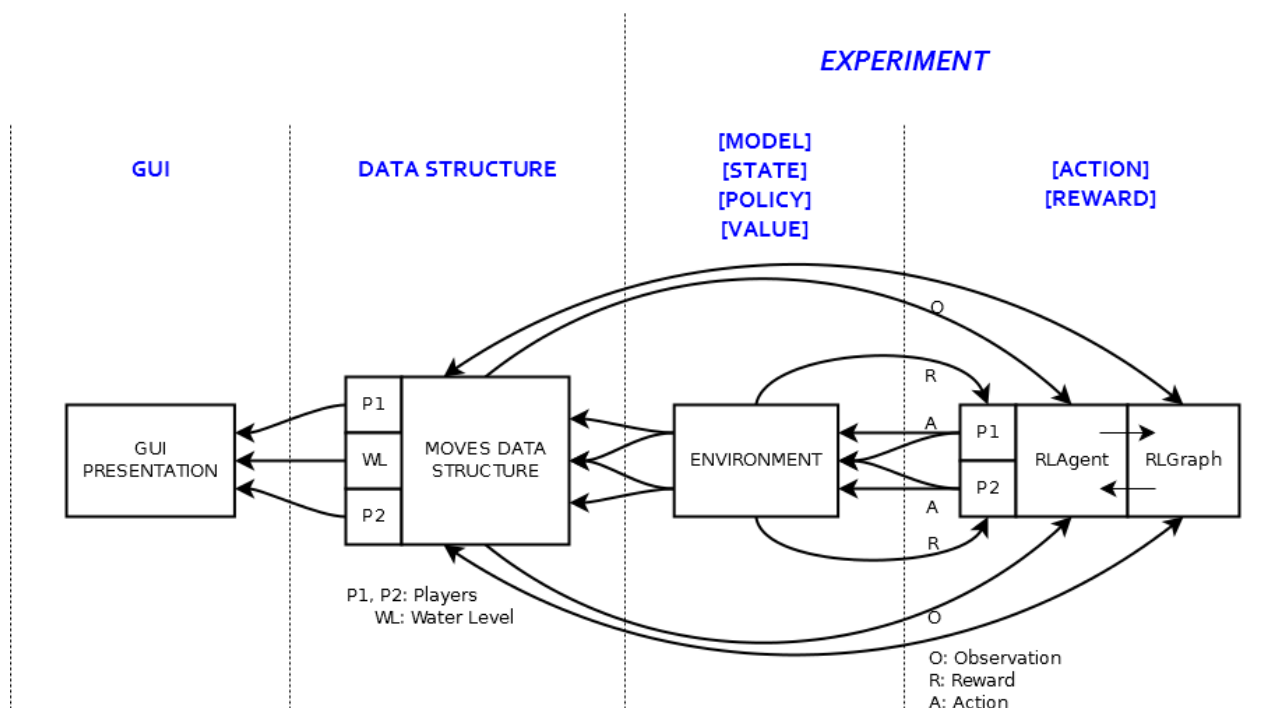 EXPERIMENT
GUI
DATA STRUCTURE
[MODEL]
[STATE]
[POLICY]
[VALUE]
[ACTION]
[REWARD]
O
R
A
P1
WL
P2
GUI
PRESENTATION
MOVES DATA
STRUCTURE
ENVIRONMENT
P1
P2
RLAgent
RLGraph
A
R
O
P1, P2: Players
WL: Water Level
O: Observation
R: Reward
A: Action